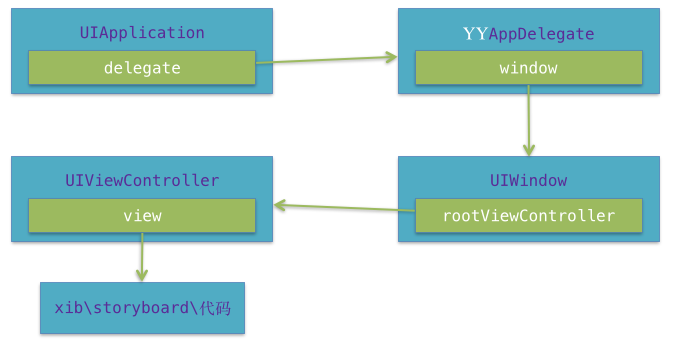 UIApplication
delegate
YYAppDelegate
window
UIViewController
view
UIWindow
rootViewController
xib\storyboard\代码